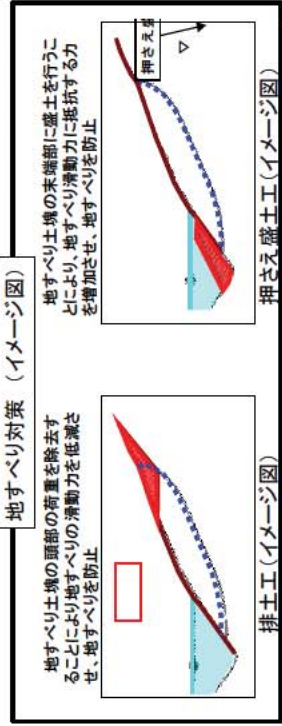 地すべり対策 (イメージ図)
地すべり土塊の頭部の荷重を除去す
ることにより地すべりの滑動力を低減さ
せ、地すべりを防止
排土工(イメージ図)
地すべり土塊の末端部に盛土を行うこ
とにより、地すべり滑動力に抵抗する力
を増加させ、地すべりを防止
押さえ盛
押さえ盛土工(イメージ図)